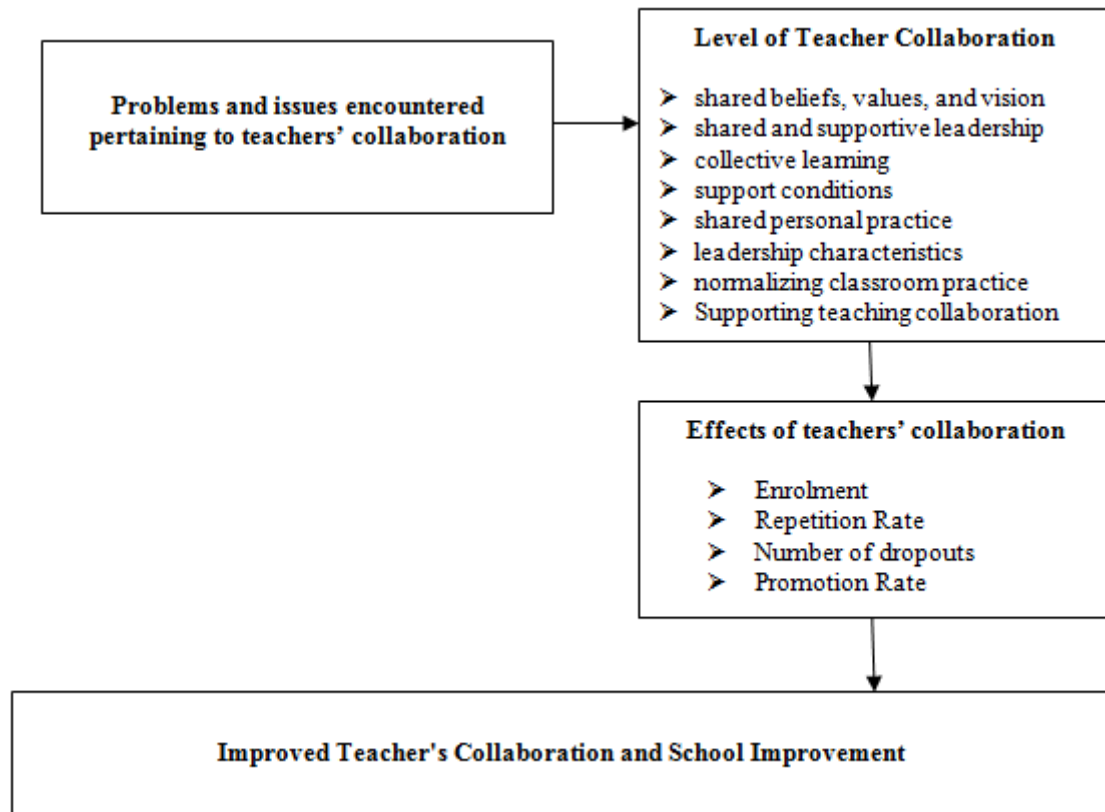 Problems and issues encountered
pertaining to teachers’ collaboration
Level of Teacher Collaboration
➢ shared beliefs, values, and vision
➢ shared and supportive leadership
➢ collective learning
➢ support conditions
➢ shared personal practice
➢ leadership characteristics
➢ normalizing classroom practice
➢ Supporting teaching collaboration
Effects of teachers’ collaboration
➢ Enrolment
➢ Repetition Rate
➢ Number of dropouts
➢ Promotion Rate
Improved Teacher's Collaboration and School Improvement